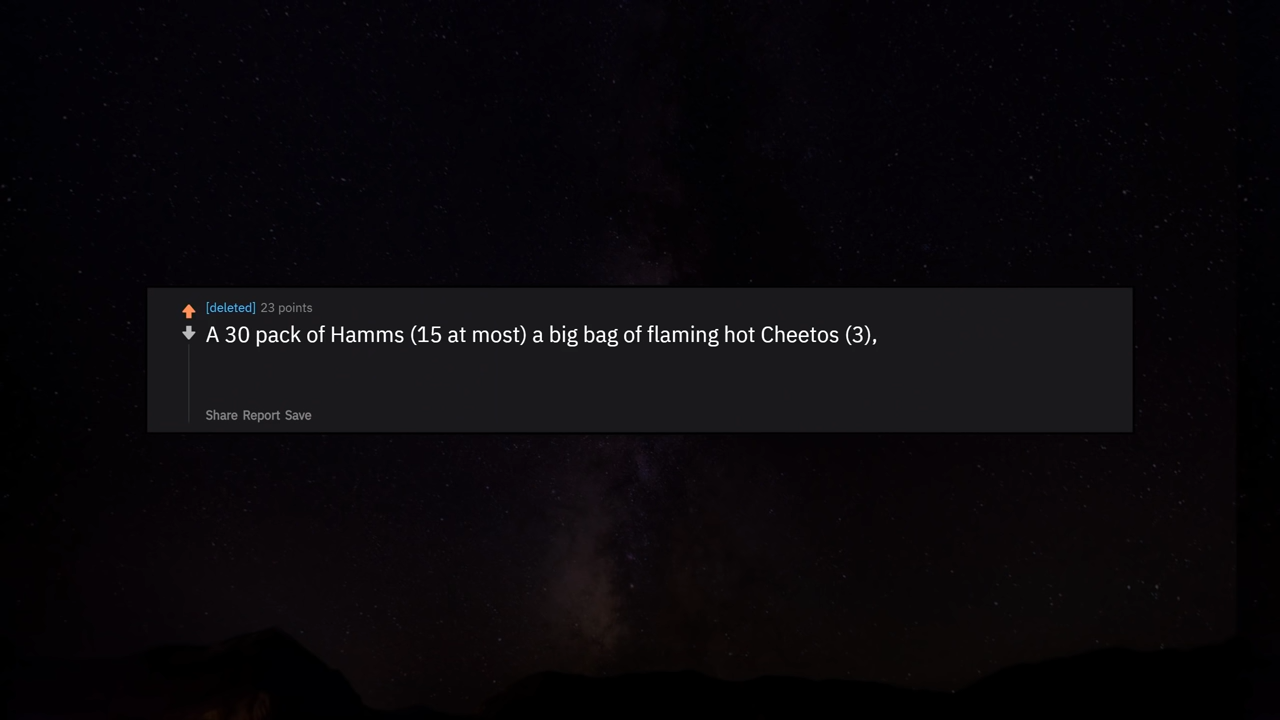 [deleted] 23 points
A 30 pack of Hamms (15 at most) a big bag of flaming hot Cheetos (3),
Share Report Save